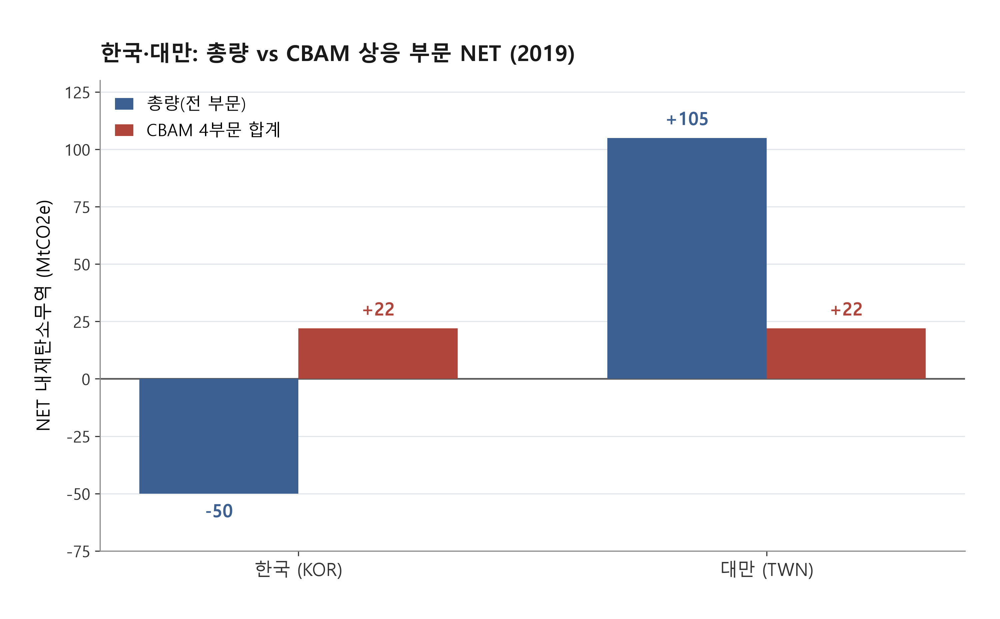 한국·대만: 총량 vs CBAM 상응 부문 NET (2019)
총량(전 부문)
CBAM 4부문 합계
NET 내재탄소무역 (MtCO2e)
125
100
75
50
25
0
-25
-50
-75
-50
+22
+105
+22
한국 (KOR)
대만 (TWN)